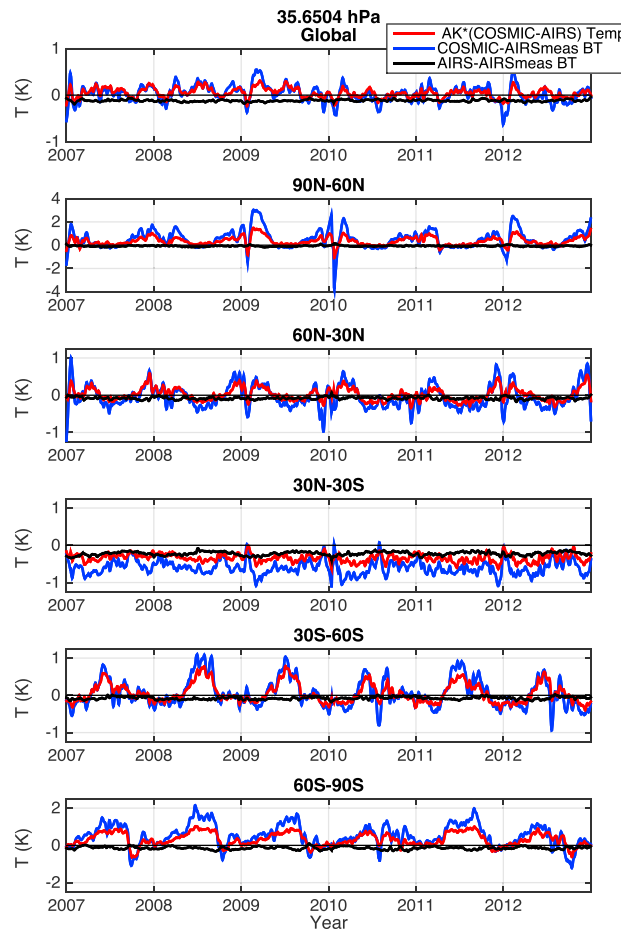 35.6504 hPa
Global
AK*(COSMIC-AIRS) Temp
COSMIC-AIRSmeas BT
AIRS-AIRSmeas BT
T (K)
1
0
-1
2007 2008 2009 2010 2011 2012
90N-60N
T (K)
4
2
0
-2
-4
2007 2008 2009 2010 2011 2012
60N-30N
T (K)
1
0
-1
2007 2008 2009 2010 2011 2012
30N-30S
T (K)
1
0
-1
2007 2008 2009 2010 2011 2012
30S-60S
T (K)
1
0
-1
2007 2008 2009 2010 2011 2012
60S-90S
T (K)
2
0
-2
2007 2008 2009 2010 2011 2012
Year